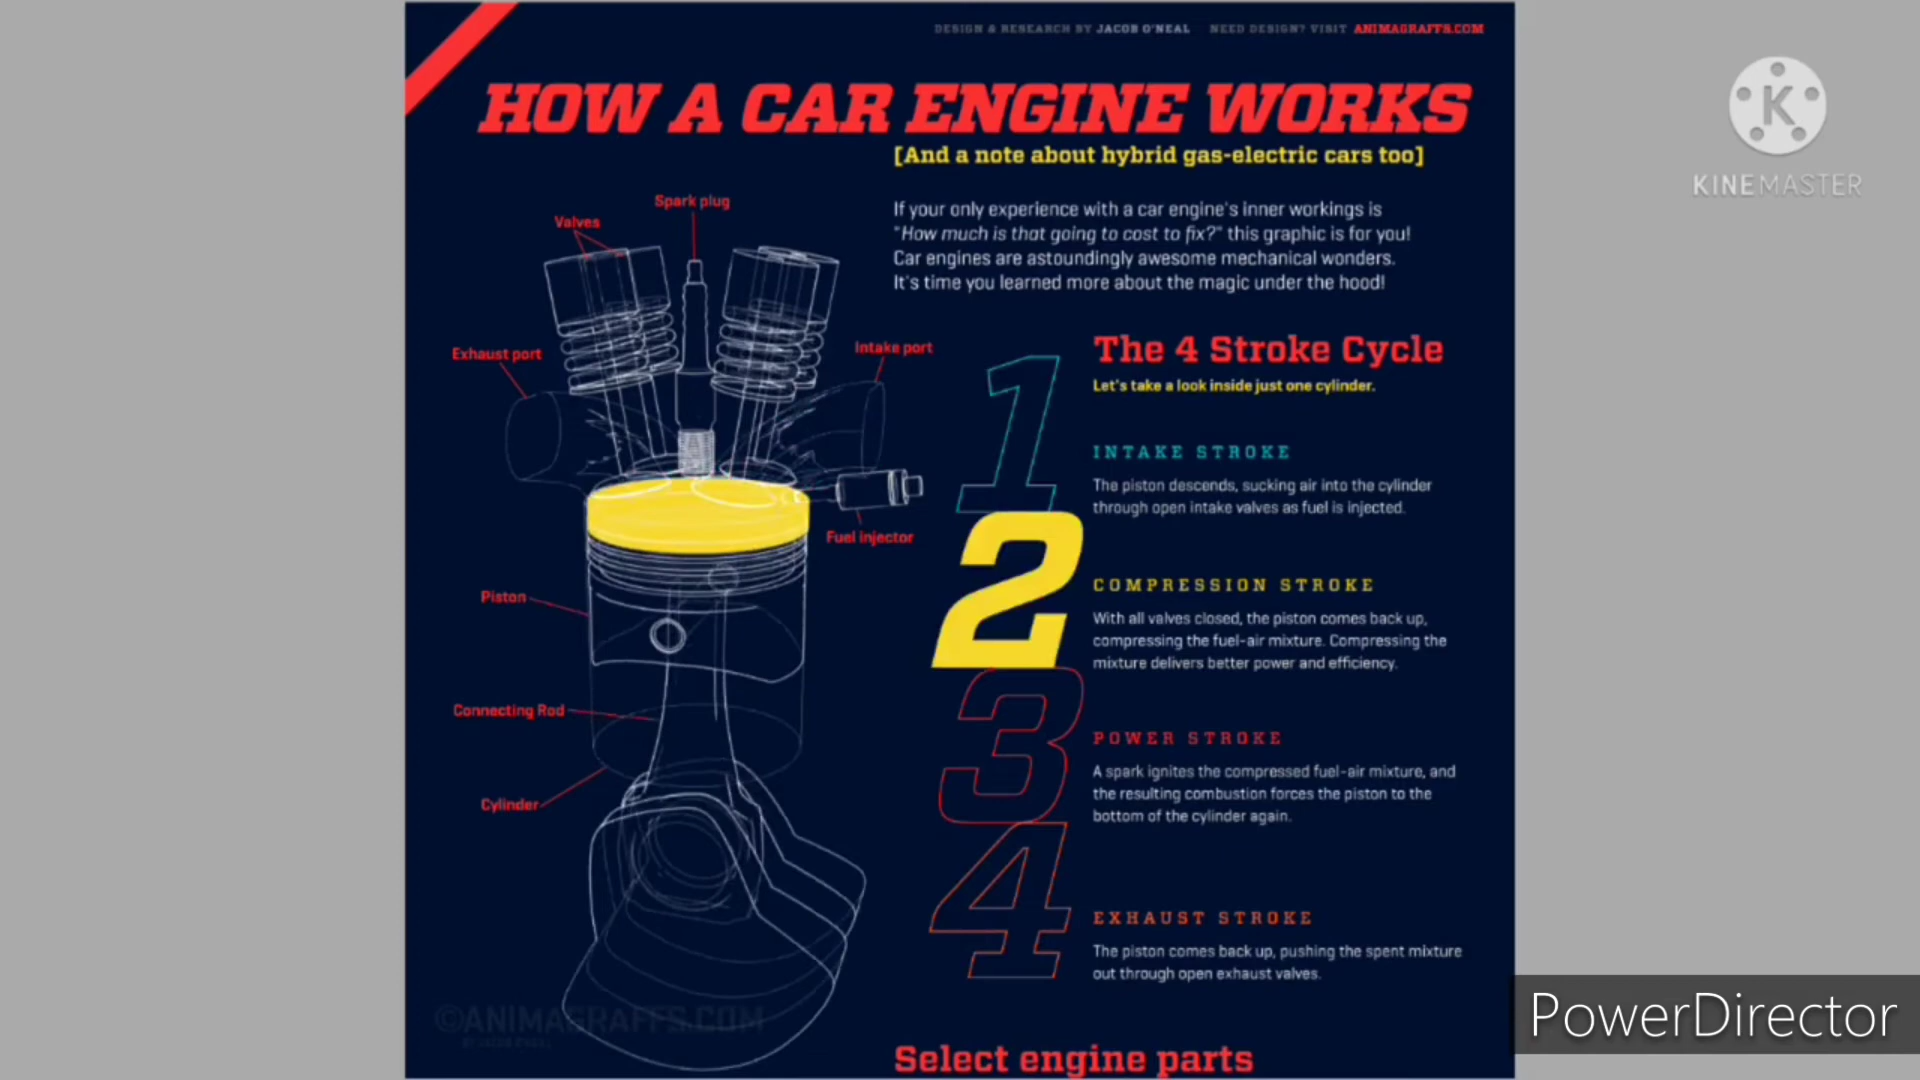 DESIGN & RESEARCH BY JACOB O'NEAL NEED DESIGN? VISIT ANIMAGRAFFS.COM
HOW A CAR ENGINE WORKS
[And a note about hybrid gas-electric cars too]
K
KINEMASTER
If your only experience with a car engine's inner workings is
"How much is that going to cost to fix?" this graphic is for you!
Car engines are astoundingly awesome mechanical wonders.
It's time you learned more about the magic under the hood!
Spark plug
Valves
Exhaust port
Intake port
Fuel injector
Piston
Connecting Rod
Cylinder
The 4 Stroke Cycle
Let's take a look inside just one cylinder.
1
INTAKE STROKE
The piston descends, sucking air into the cylinder
through open intake valves as fuel is injected.
2
COMPRESSION STROKE
With all valves closed, the piston comes back up,
compressing the fuel-air mixture. Compressing the
mixture delivers better power and efficiency.
3
POWER STROKE
A spark ignites the compressed fuel-air mixture, and
the resulting combustion forces the piston to the
bottom of the cylinder again.
4
EXHAUST STROKE
The piston comes back up, pushing the spent mixture
out through open exhaust valves.
©ANIMAGRAFFS.COM
Select engine parts
PowerDirector